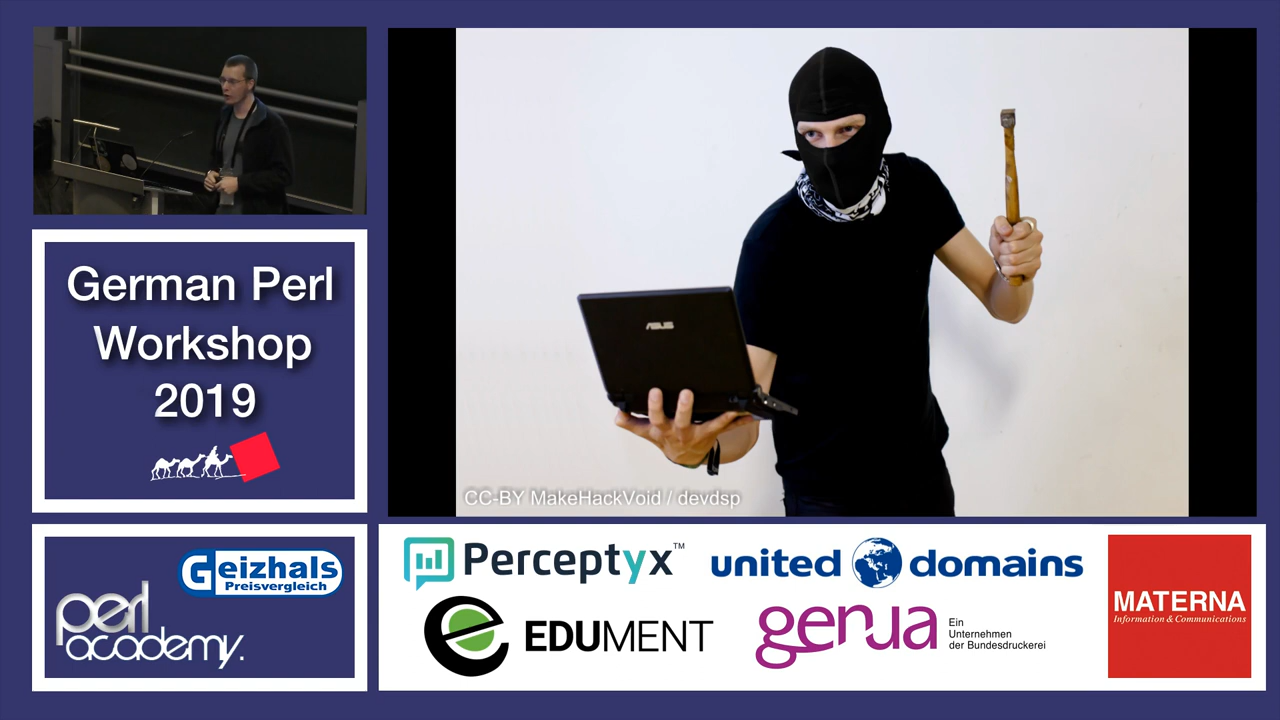 German Perl
Workshop
2019
ASUS
CC-BY MakeHackVoid / devdsp
Geizhals
Preisvergleich
perl
academy.
Perceptyx™
united domains
EDUMENT
genua
Ein
Unternehmen
der Bundesdruckerei
MATERNA
Information & Communications